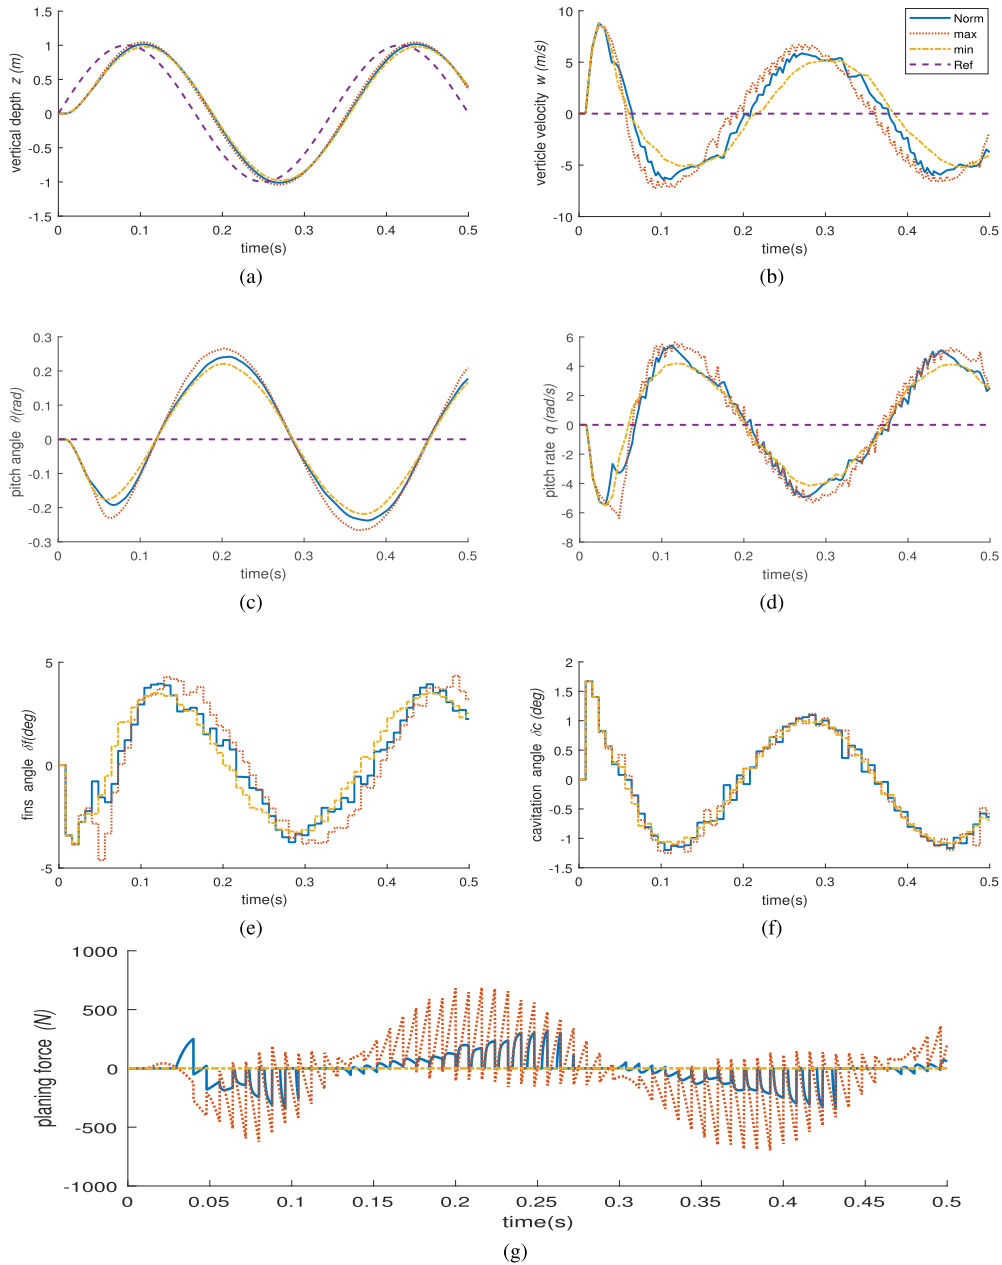 1.5
1
0.5
0
-0.5
-1
-1.5
vertical depth z (m)
0 0.1 0.2 0.3 0.4 0.5
time(s)
(a)
10
5
0
-5
-10
verticle velocity w (m/s)
0 0.1 0.2 0.3 0.4 0.5
time(s)
Norm
max
min
Ref
(b)
0.3
0.2
0.1
0
-0.1
-0.2
-0.3
pitch angle θ(rad)
0 0.1 0.2 0.3 0.4 0.5
time(s)
(c)
6
4
2
0
-2
-4
-6
-8
pitch rate q (rad/s)
0 0.1 0.2 0.3 0.4 0.5
time(s)
(d)
5
0
-5
fins angle δf(deg)
0 0.1 0.2 0.3 0.4 0.5
time(s)
(e)
2
1.5
1
0.5
0
-0.5
-1
-1.5
cavitation angle δc (deg)
0 0.1 0.2 0.3 0.4 0.5
time(s)
(f)
1000
500
0
-500
-1000
planing force (N)
0 0.05 0.1 0.15 0.2 0.25 0.3 0.35 0.4 0.45 0.5
time(s)
(g)